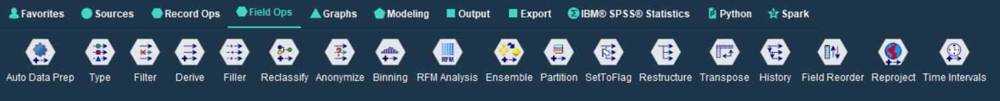 Favorites Sources Record Ops Field Ops Graphs Modeling Output Export IBM® SPSS® Statistics Python Spark
RFM
Auto Data Prep Type Filter Derive Filler Reclassify Anonymize Binning RFM Analysis Ensemble Partition SetToFlag Restructure Transpose History Field Reorder Reproject Time Intervals